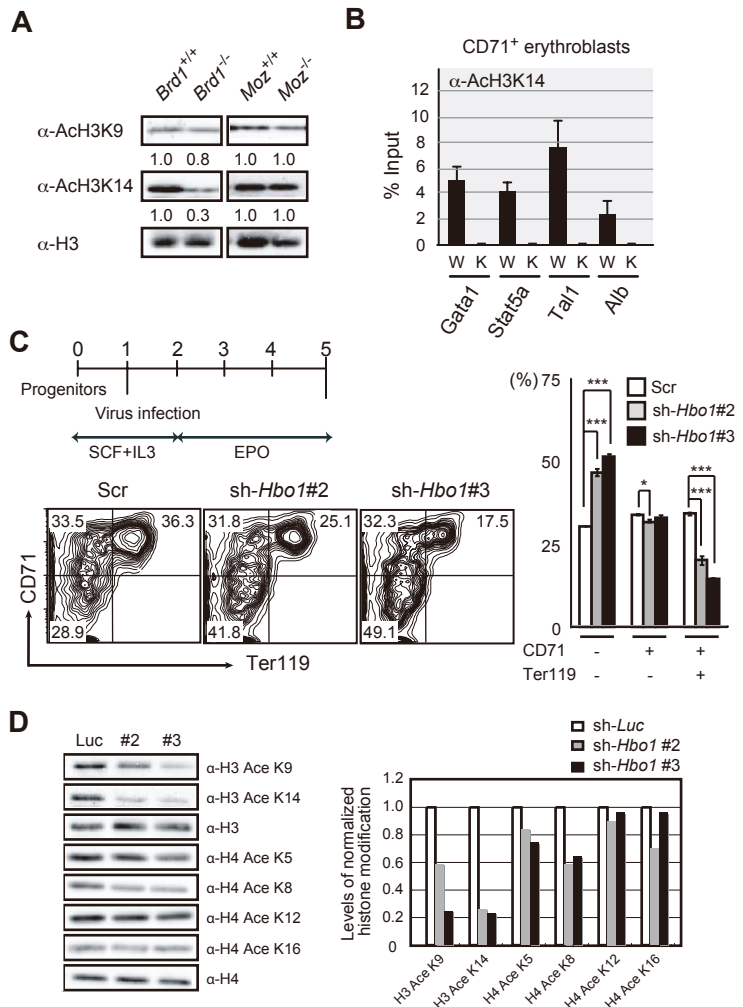 A
Brd1+/+ Brd1-/- Moz+/+ Moz-/-
α-AcH3K9
1.0 0.8 1.0 1.0
α-AcH3K14
1.0 0.3 1.0 1.0
α-H3
B
CD71+ erythroblasts
α-AcH3K14
% Input
12
10
8
6
4
2
0
W K W K W K W K
Gata1 Stat5a Tal1 Alb
C
0 1 2 3 4 5
Progenitors
Virus infection
SCF+IL3 EPO
Scr sh-Hbo1#2 sh-Hbo1#3
33.5 36.3 31.8 25.1 32.3 17.5
28.9 41.8 49.1
CD71
Ter119
(%)
75
50
25
0
Scr
sh-Hbo1#2
sh-Hbo1#3
***
***
*
***
***
CD71 - + +
Ter119 - - +
D
Luc #2 #3
α-H3 Ace K9
α-H3 Ace K14
α-H3
α-H4 Ace K5
α-H4 Ace K8
α-H4 Ace K12
α-H4 Ace K16
α-H4
sh-Luc
sh-Hbo1 #2
sh-Hbo1 #3
Levels of normalized
histone modification
1.2
1.0
0.8
0.6
0.4
0.2
0
H3 Ace K9
H3 Ace K14
H4 Ace K5
H4 Ace K8
H4 Ace K12
H4 Ace K16